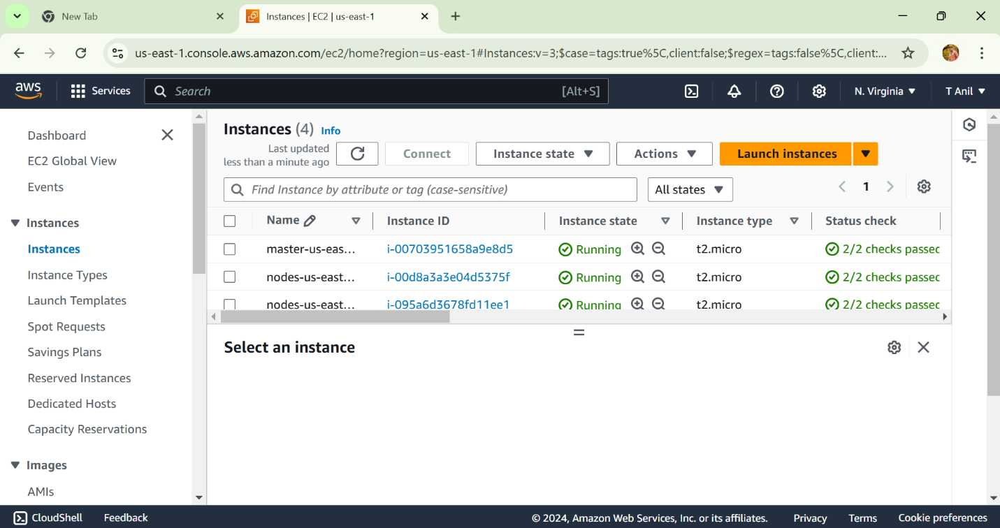 New Tab
Instances | EC2 | us-east-1
us-east-1.console.aws.amazon.com/ec2/home?region=us-east-1#Instances:v=3;$case=tags:true%5C,client:false;$regex=tags:false%5C,client:...
aws
Services
Search
[Alt+S]
N. Virginia
T Anil
Dashboard
EC2 Global View
Events
Instances
Instances
Instance Types
Launch Templates
Spot Requests
Savings Plans
Reserved Instances
Dedicated Hosts
Capacity Reservations
Images
AMIs
Instances (4) Info
Last updated
less than a minute ago
Connect
Instance state
Actions
Launch instances
Find Instance by attribute or tag (case-sensitive)
All states
1
Name Instance ID Instance state Instance type Status check
master-us-eas... i-00703951658a9e8d5 Running t2.micro 2/2 checks passec
nodes-us-east... i-00d8a3a3e04d5375f Running t2.micro 2/2 checks passec
nodes-us-east... i-095a6d3678fd11ee1 Running t2.micro 2/2 checks passec
Select an instance
CloudShell Feedback © 2024, Amazon Web Services, Inc. or its affiliates. Privacy Terms Cookie preferences